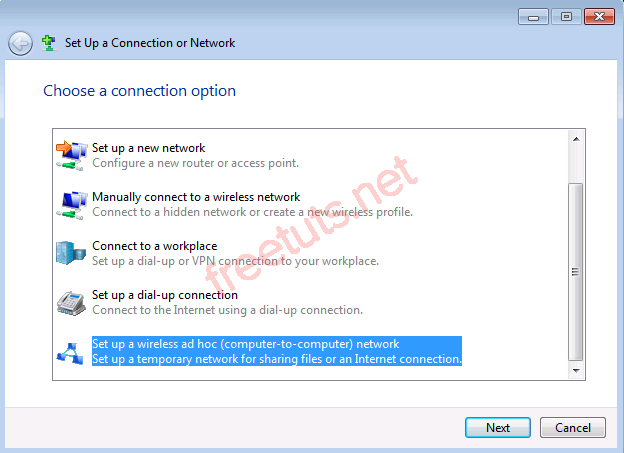 Set Up a Connection or Network
Choose a connection option
Set up a new network
Configure a new router or access point.
Manually connect to a wireless network
Connect to a hidden network or create a new wireless profile.
Connect to a workplace
Set up a dial-up or VPN connection to your workplace.
Set up a dial-up connection
Connect to the Internet using a dial-up connection.
Set up a wireless ad hoc (computer-to-computer) network
Set up a temporary network for sharing files or an Internet connection.
freetuts.net
Next
Cancel